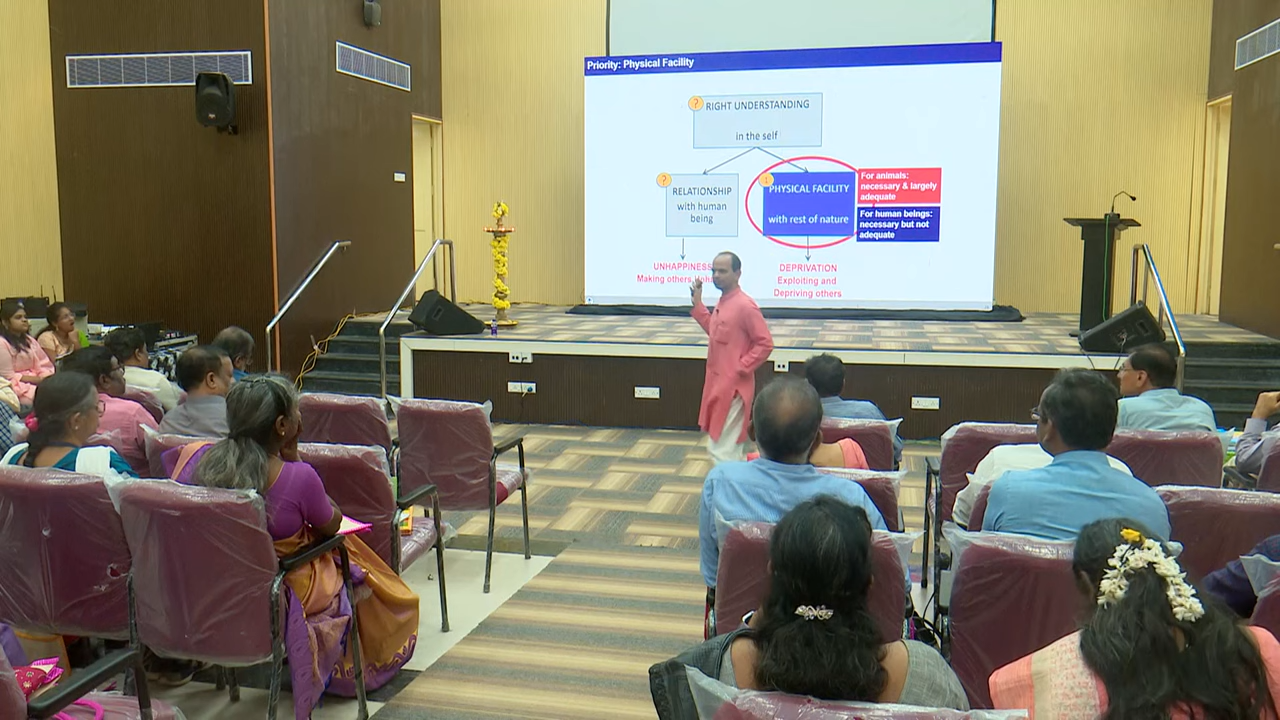 Priority: Physical Facility
?
RIGHT UNDERSTANDING
in the self
?
RELATIONSHIP
with human
being
1
PHYSICAL FACILITY
with rest of nature
For animals:
necessary & largely
adequate
For human beings:
necessary but not
adequate
UNHAPPINESS
Making others
DEPRIVATION
Exploiting and
Depriving others